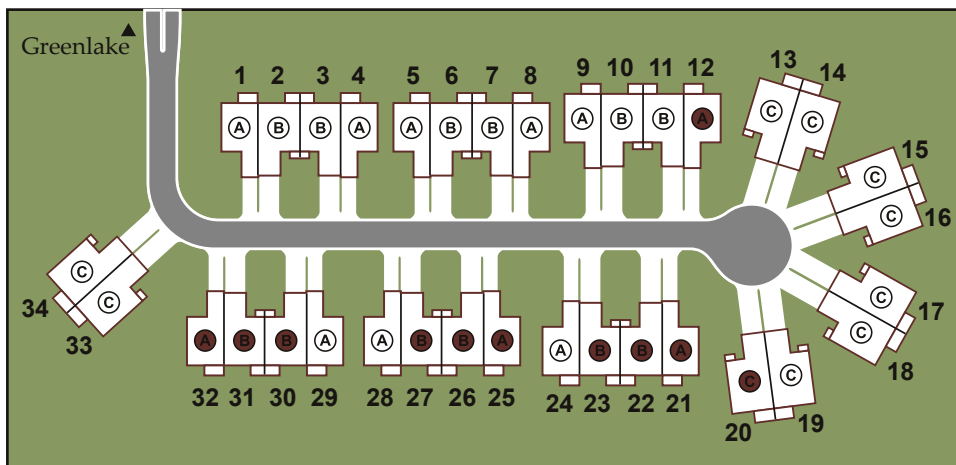 Greenlake
1 2 3 4 5 6 7 8 9 10 11 12 13 14
A B B A A B B A A B B A C C
15
C
C
16
C
C
34
33
C
17
C
18
A B B A A B B A A B B A
32 31 30 29 28 27 26 25 24 23 22 21
C C
20 19